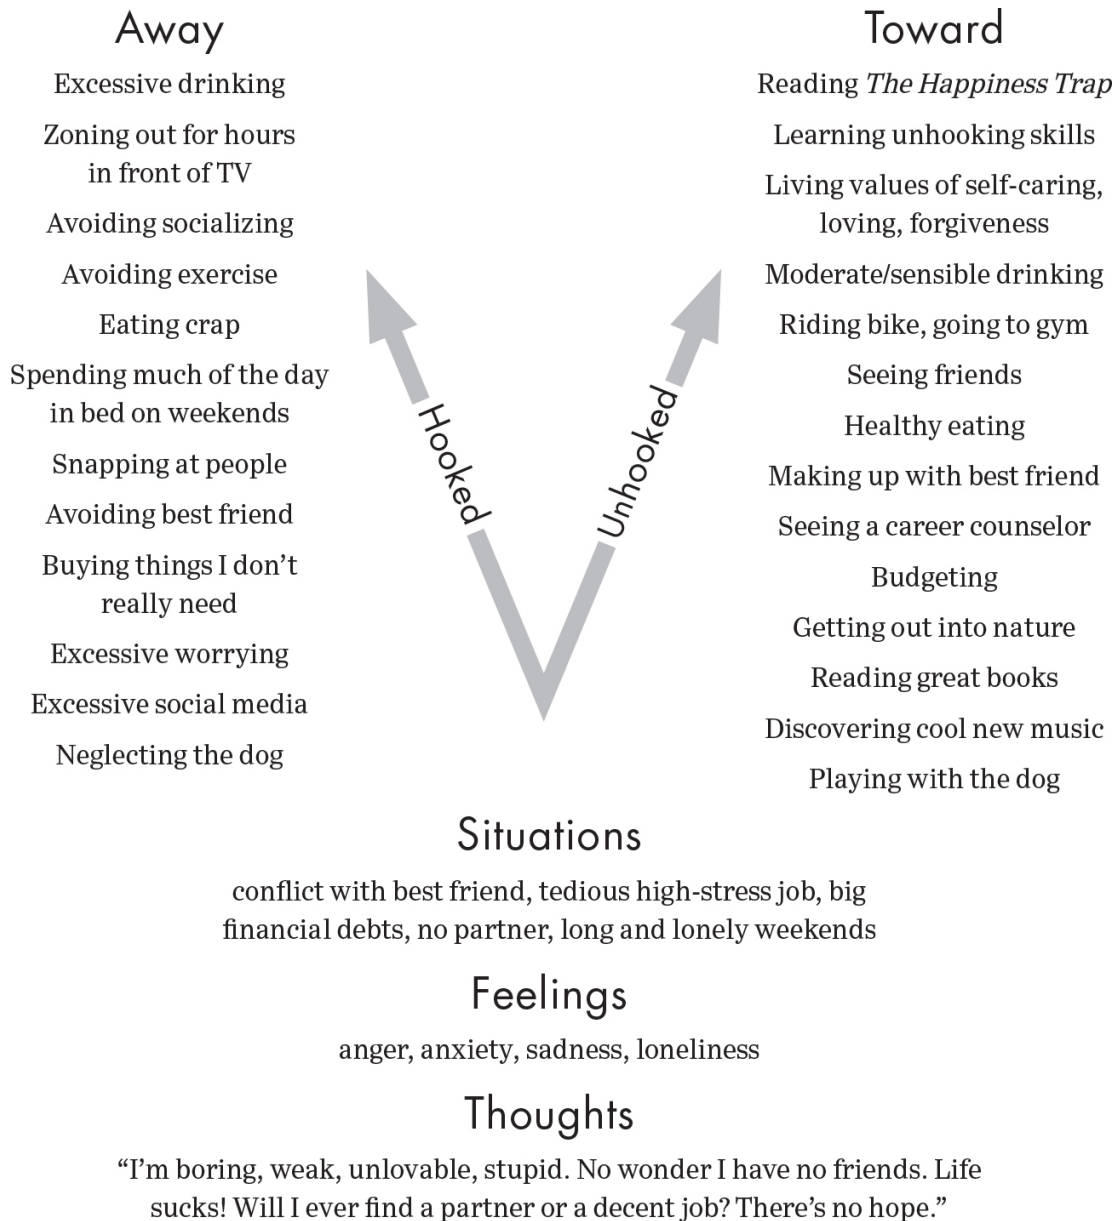 Away
Excessive drinking
Zoning out for hours
in front of TV
Avoiding socializing
Avoiding exercise
Eating crap
Spending much of the day
in bed on weekends
Snapping at people
Avoiding best friend
Buying things I don’t
really need
Excessive worrying
Excessive social media
Neglecting the dog
Hooked
Unhooked
Toward
Reading The Happiness Trap
Learning unhooking skills
Living values of self-caring,
loving, forgiveness
Moderate/sensible drinking
Riding bike, going to gym
Seeing friends
Healthy eating
Making up with best friend
Seeing a career counselor
Budgeting
Getting out into nature
Reading great books
Discovering cool new music
Playing with the dog
Situations
conflict with best friend, tedious high-stress job, big
financial debts, no partner, long and lonely weekends
Feelings
anger, anxiety, sadness, loneliness
Thoughts
“I’m boring, weak, unlovable, stupid. No wonder I have no friends. Life
sucks! Will I ever find a partner or a decent job? There’s no hope.”